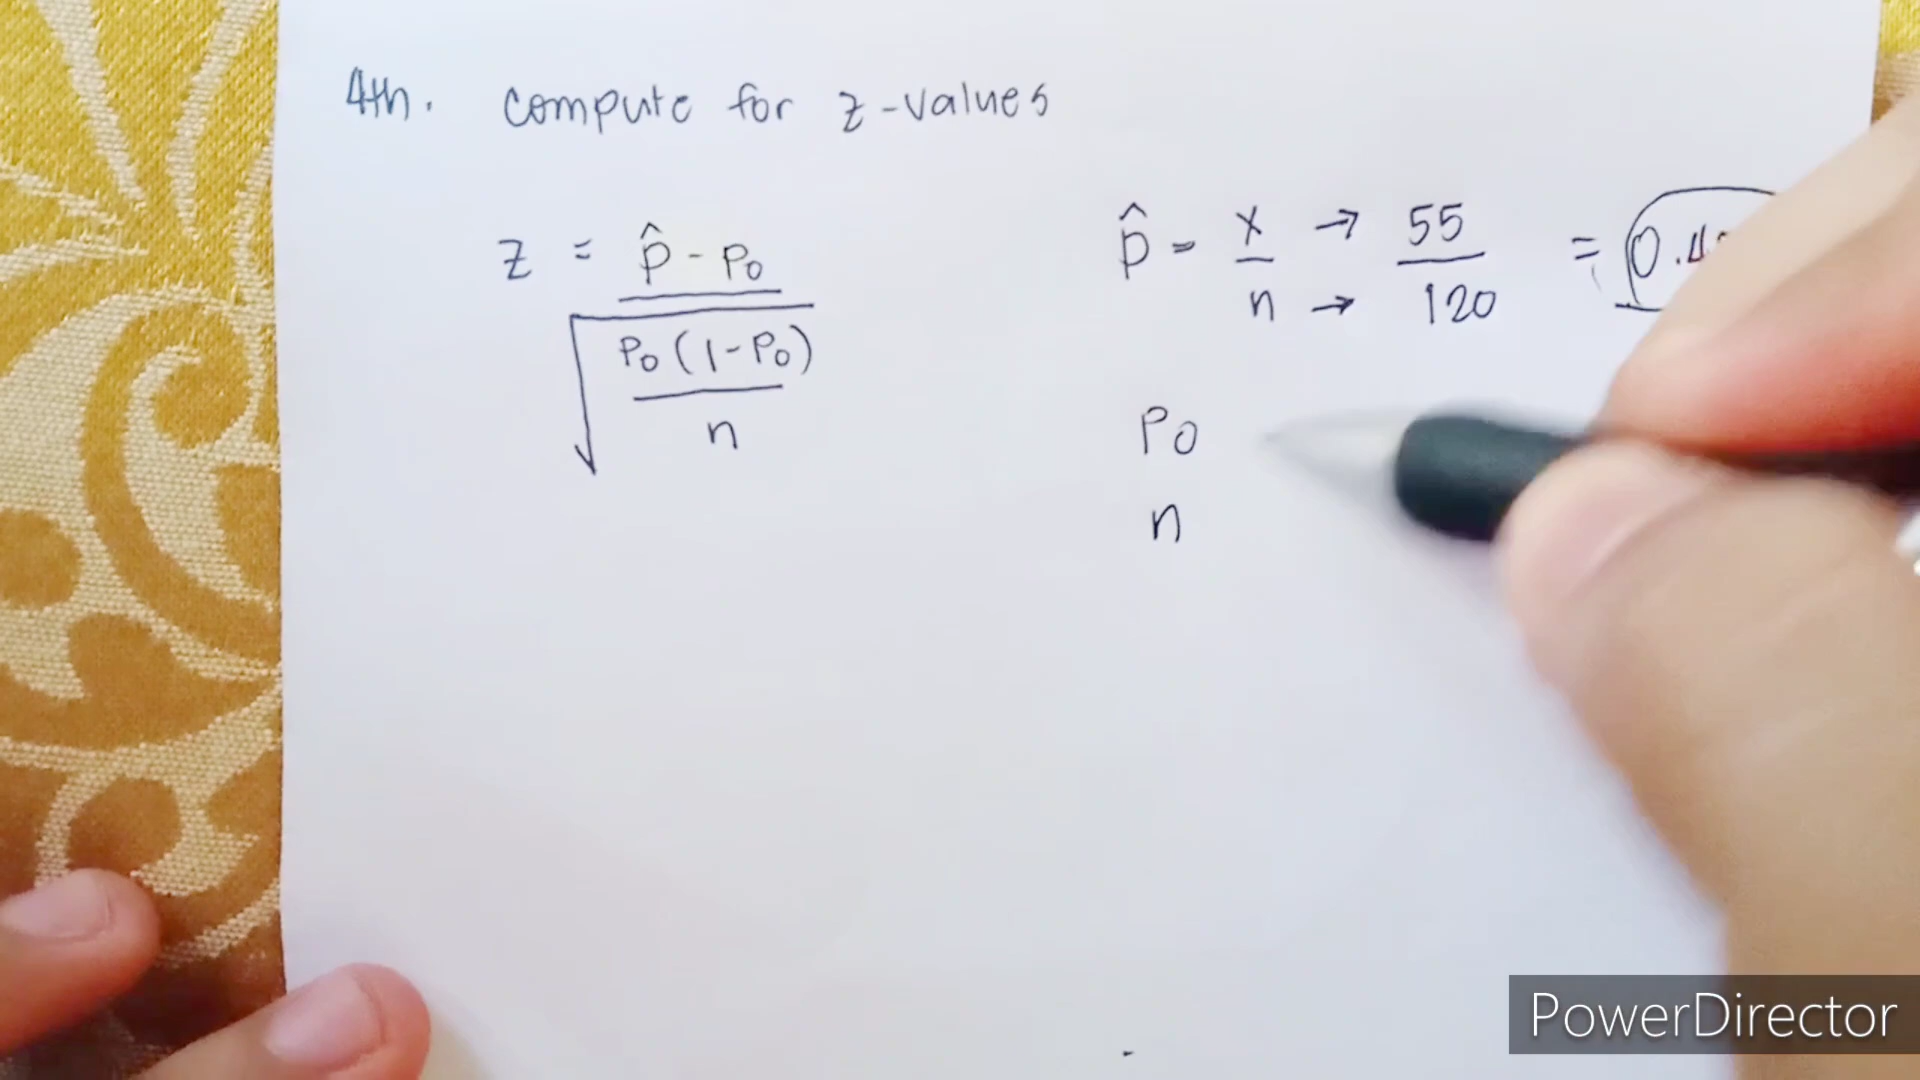 4th. compute for z-values
z = p̂ - p₀
√ p₀ (1-p₀)
n
p̂ = x → 55 =
n → 120
p₀
n
PowerDirector